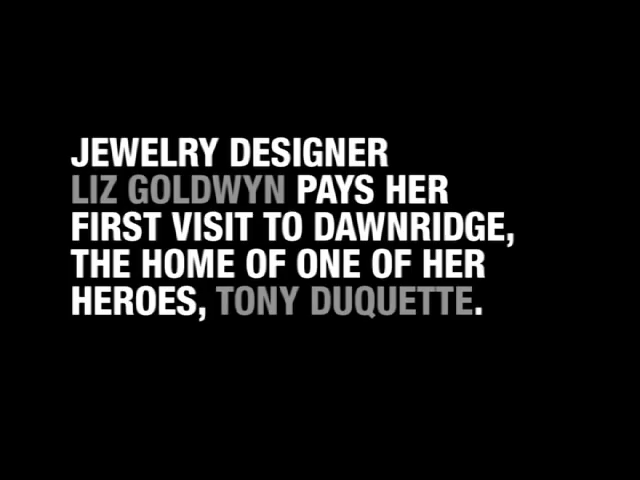 JEWELRY DESIGNER
LIZ GOLDWYN PAYS HER
FIRST VISIT TO DAWNRIDGE,
THE HOME OF ONE OF HER
HEROES, TONY DUQUETTE.